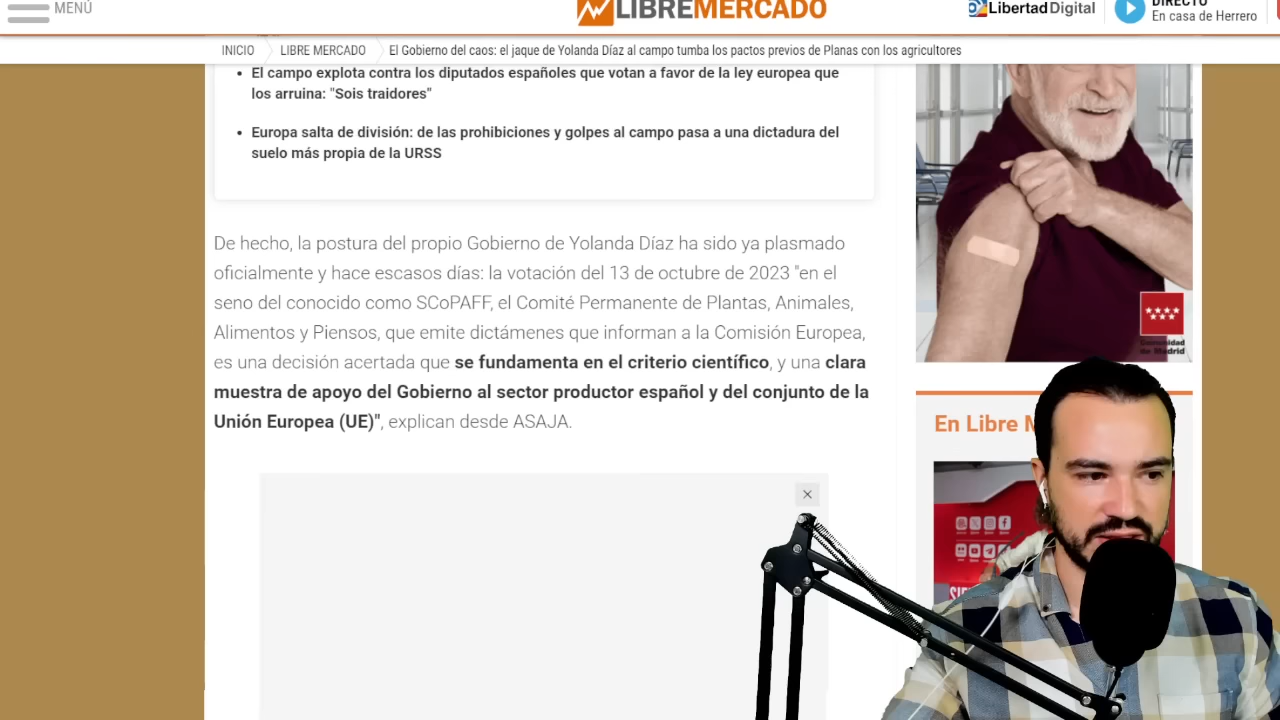 MENÚ
LIBREMERCADO
Libertad Digital
DIRECTO
En casa de Herrero
INICIO
LIBRE MERCADO
El Gobierno del caos: el jaque de Yolanda Díaz al campo tumba los pactos previos de Planas con los agricultores
• El campo explota contra los diputados españoles que votan a favor de la ley europea que
los arruina: "Sois traidores"
• Europa salta de división: de las prohibiciones y golpes al campo pasa a una dictadura del
suelo más propia de la URSS
De hecho, la postura del propio Gobierno de Yolanda Díaz ha sido ya plasmado
oficialmente y hace escasos días: la votación del 13 de octubre de 2023 "en el
seno del conocido como SCoPAFF, el Comité Permanente de Plantas, Animales,
Alimentos y Piensos, que emite dictámenes que informan a la Comisión Europea,
es una decisión acertada que se fundamenta en el criterio científico, y una clara
muestra de apoyo del Gobierno al sector productor español y del conjunto de la
Unión Europea (UE)", explican desde ASAJA.
Comunidad
de Madrid
En Libre